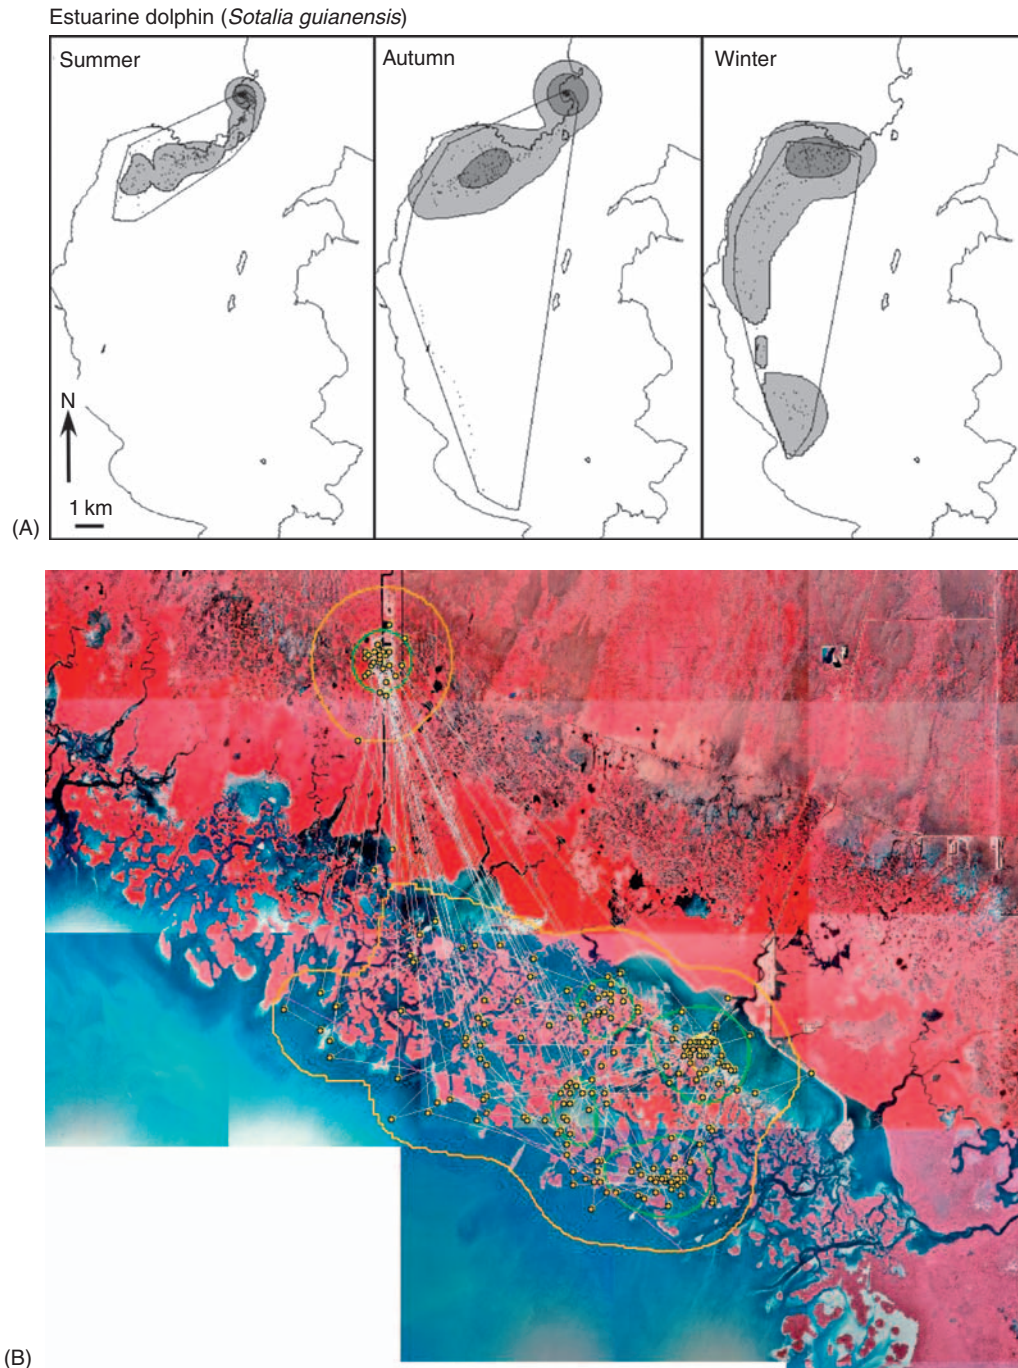 Estuarine dolphin (Sotalia guianensis)
Summer
Autumn
Winter
N
1 km
(A)
(B)